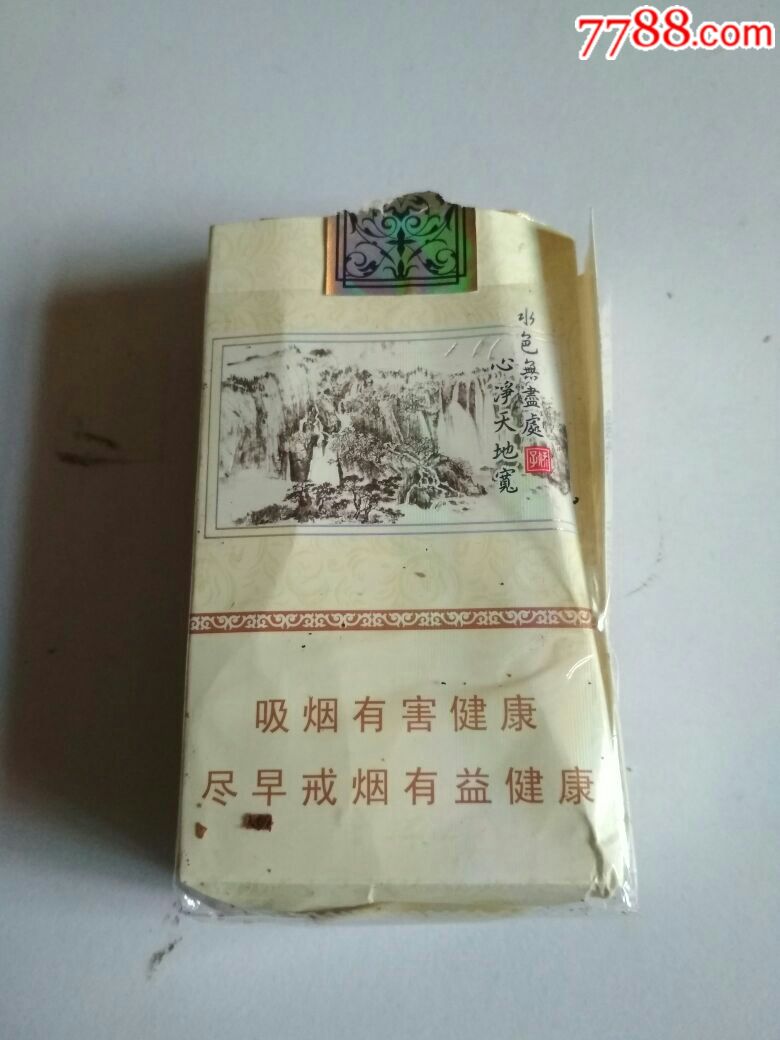 7788.com
水色無盡處
心淨天地寬
吸烟有害健康
尽早戒烟有益健康